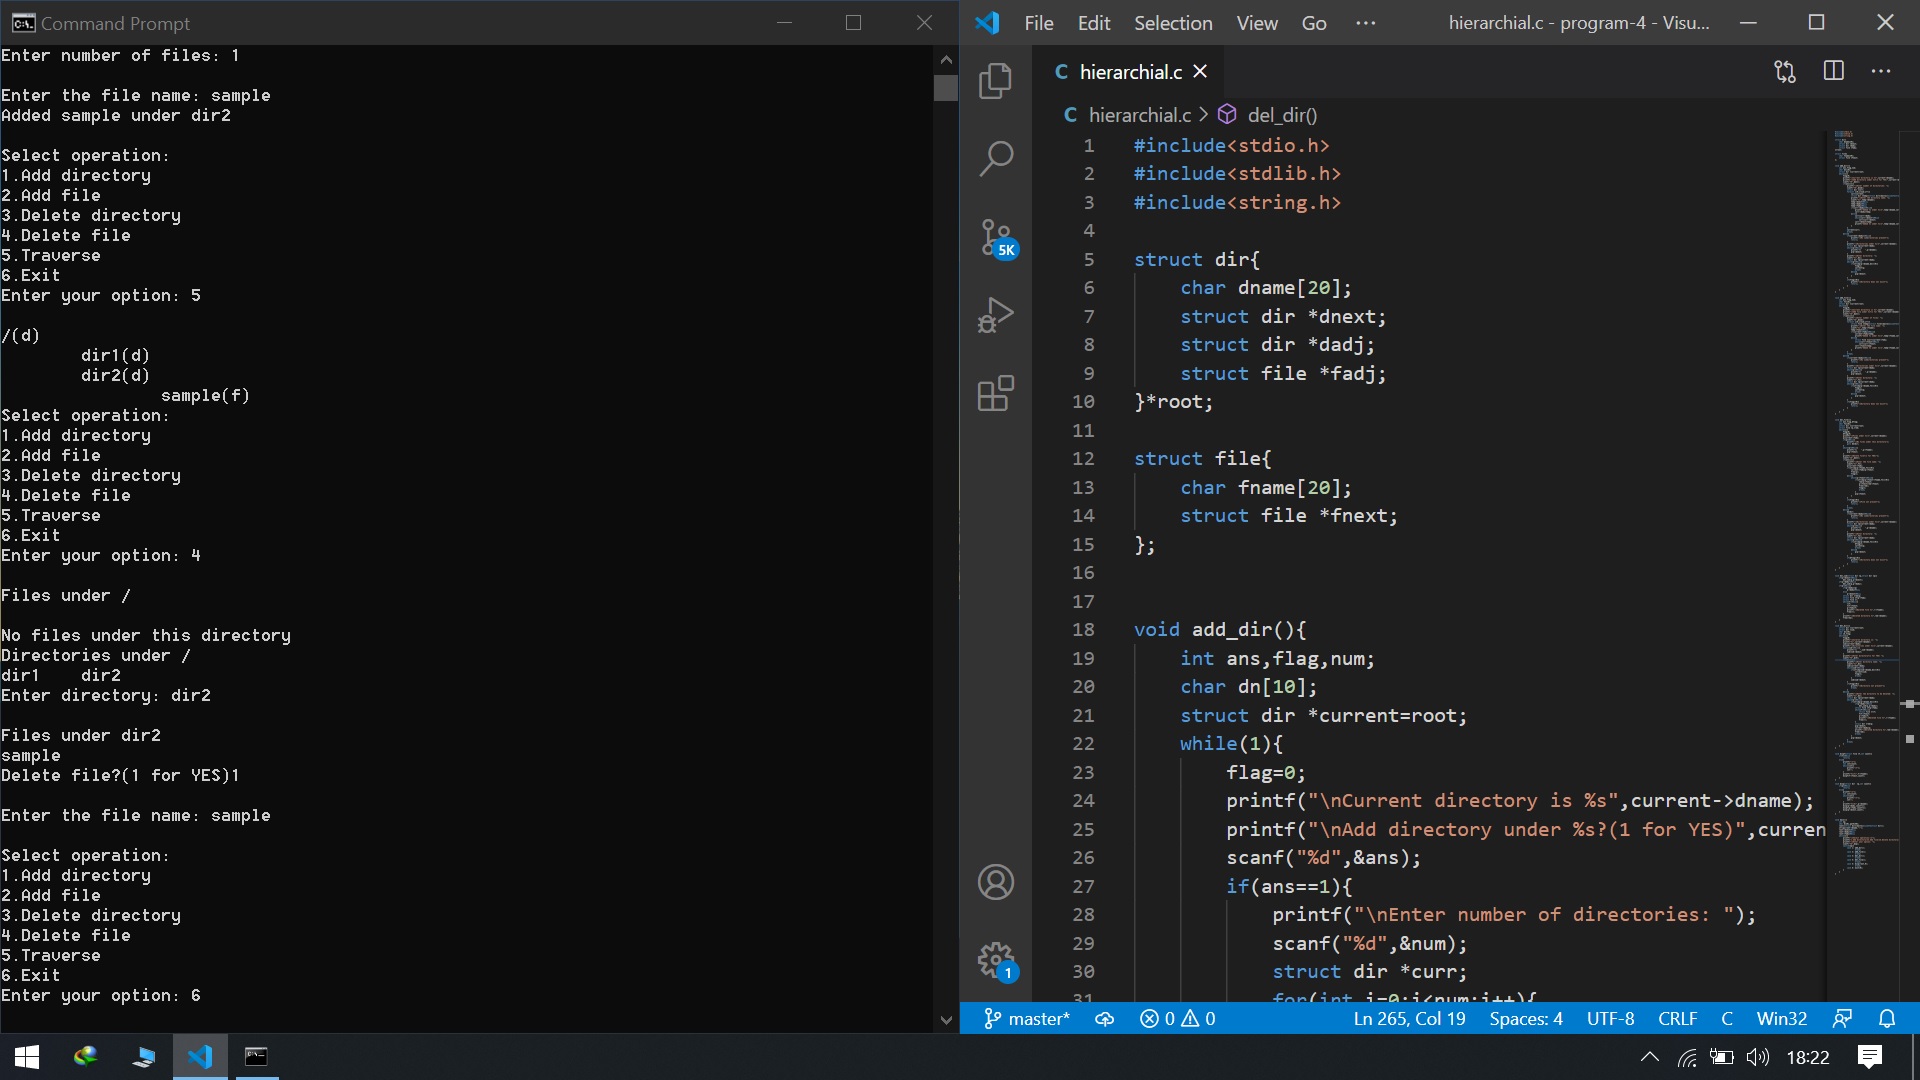 Command Prompt
Enter number of files: 1
Enter the file name: sample
Added sample under dir2
Select operation:
1.Add directory
2.Add file
3.Delete directory
4.Delete file
5.Traverse
6.Exit
Enter your option: 5
/(d)
dir1(d)
dir2(d)
sample(f)
Select operation:
1.Add directory
2.Add file
3.Delete directory
4.Delete file
5.Traverse
6.Exit
Enter your option: 4
Files under /
No files under this directory
Directories under /
dir1 dir2
Enter directory: dir2
Files under dir2
sample
Delete file?(1 for YES)1
Enter the file name: sample
Select operation:
1.Add directory
2.Add file
3.Delete directory
4.Delete file
5.Traverse
6.Exit
Enter your option: 6
File Edit Selection View Go ··· hierarchial.c - program-4 - Visu...
C hierarchial.c
C hierarchial.c > del_dir()
5K
1
1 #include<stdio.h>
2 #include<stdlib.h>
3 #include<string.h>
4
5 struct dir{
6 char dname[20];
7 struct dir *dnext;
8 struct dir *dadj;
9 struct file *fadj;
10 }*root;
11
12 struct file{
13 char fname[20];
14 struct file *fnext;
15 };
16
17
18 void add_dir(){
19 int ans,flag,num;
20 char dn[10];
21 struct dir *current=root;
22 while(1){
23 flag=0;
24 printf("\nCurrent directory is %s",current->dname);
25 printf("\nAdd directory under %s?(1 for YES)",curren
26 scanf("%d",&ans);
27 if(ans==1){
28 printf("\nEnter number of directories: ");
29 scanf("%d",&num);
30 struct dir *curr;
31 for(int i=0;i<num;i++){
master* 0 0 Ln 265, Col 19 Spaces: 4 UTF-8 CRLF C Win32
18:22